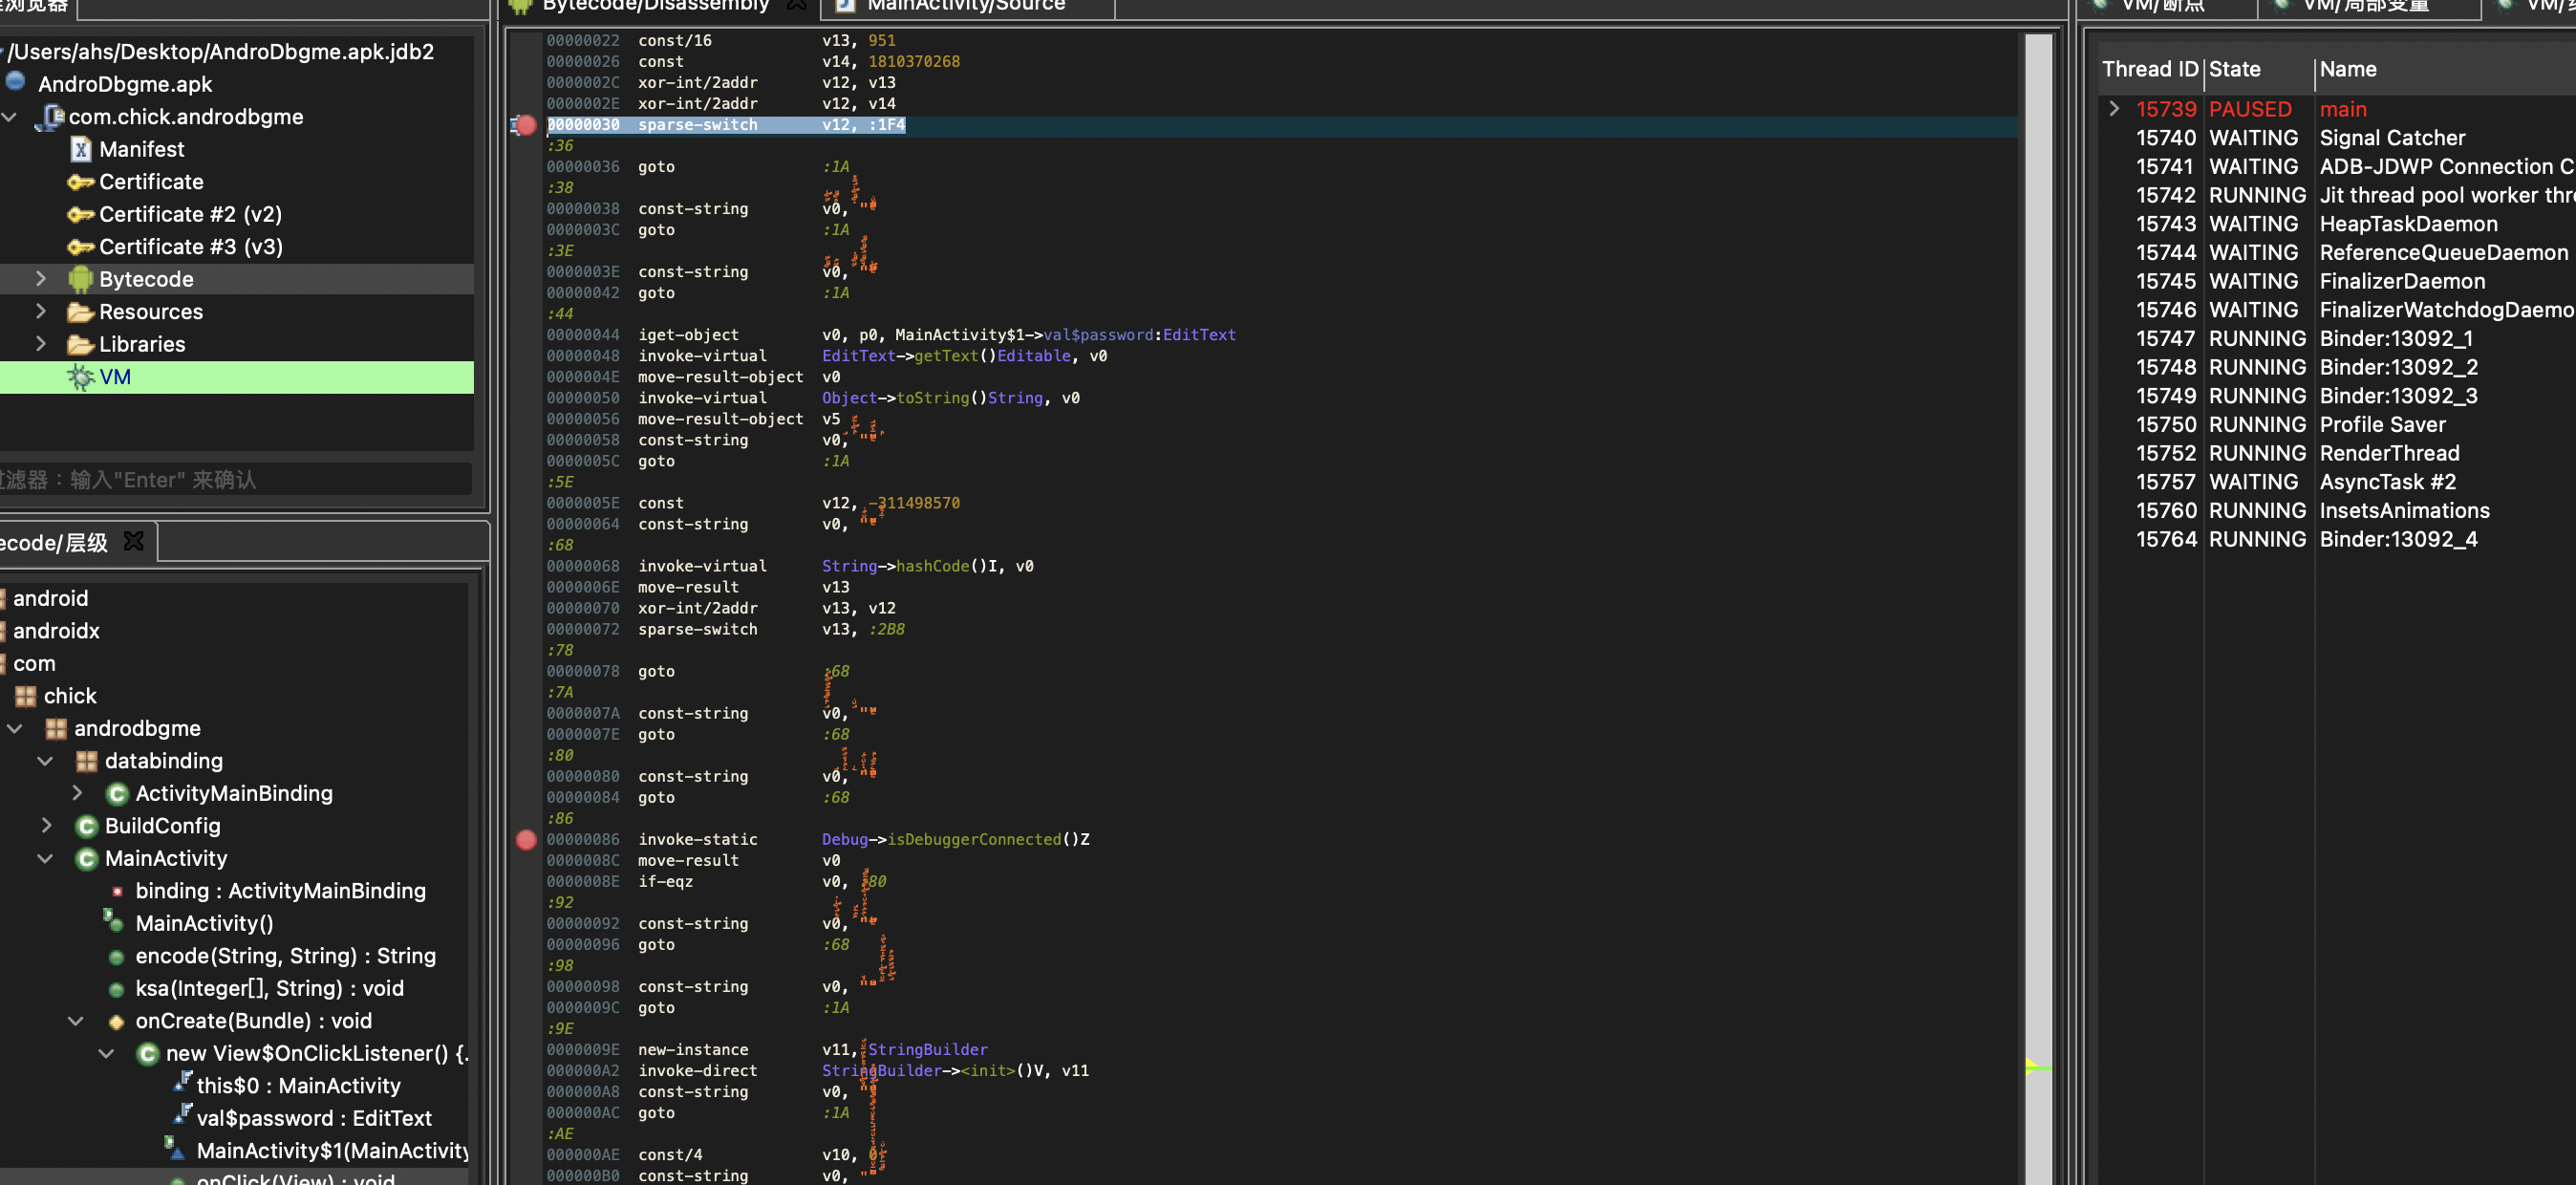 /Users/ahs/Desktop/AndroDbgme.apk.jdb2
AndroDbgme.apk
com.chick.androdbgme
Manifest
Certificate
Certificate #2 (v2)
Certificate #3 (v3)
Bytecode
Resources
Libraries
VM
滤器：输入"Enter" 来确认
ecode/层级
android
androidx
com
chick
androdbgme
databinding
ActivityMainBinding
BuildConfig
MainActivity
binding : ActivityMainBinding
MainActivity()
encode(String, String) : String
ksa(Integer[], String) : void
onCreate(Bundle) : void
new View$OnClickListener() {.
this$0 : MainActivity
val$password : EditText
MainActivity$1(MainActivity
onClick(View) : void
Bytecode/Disassembly
MainActivity/Source
00000022 const/16 v13, 951
00000026 const v14, 1810370268
0000002C xor-int/2addr v12, v13
0000002E xor-int/2addr v12, v14
00000030 sparse-switch v12, :1F4
:36
00000036 goto :1A
:38
00000038 const-string v0, "
0000003C goto :1A
:3E
0000003E const-string v0,
00000042 goto :1A
:44
00000044 iget-object v0, p0, MainActivity$1->val$password:EditText
00000048 invoke-virtual EditText->getText()Editable, v0
0000004E move-result-object v0
00000050 invoke-virtual Object->toString()String, v0
00000056 move-result-object v5
00000058 const-string v0, "
0000005C goto :1A
:5E
0000005E const v12, -311498570
00000064 const-string v0,
:68
00000068 invoke-virtual String->hashCode()I, v0
0000006E move-result v13
00000070 xor-int/2addr v13, v12
00000072 sparse-switch v13, :2B8
:78
00000078 goto :68
:7A
0000007A const-string v0, "
0000007E goto :68
:80
00000080 const-string v0,
00000084 goto :68
:86
00000086 invoke-static Debug->isDebuggerConnected()Z
0000008C move-result v0
0000008E if-eqz v0, :80
:92
00000092 const-string v0,
00000096 goto :68
:98
00000098 const-string v0,
0000009C goto :1A
:9E
0000009E new-instance v11, StringBuilder
000000A2 invoke-direct StringBuilder-><init>()V, v11
000000A8 const-string v0,
000000AC goto :1A
:AE
000000AE const/4 v10, 0
000000B0 const-string v0, "
VM/断点
VM/局部变量
Thread ID State Name
15739 PAUSED main
15740 WAITING Signal Catcher
15741 WAITING ADB-JDWP Connection C
15742 RUNNING Jit thread pool worker thre
15743 WAITING HeapTaskDaemon
15744 WAITING ReferenceQueueDaemon
15745 WAITING FinalizerDaemon
15746 WAITING FinalizerWatchdogDaemo
15747 RUNNING Binder:13092_1
15748 RUNNING Binder:13092_2
15749 RUNNING Binder:13092_3
15750 RUNNING Profile Saver
15752 RUNNING RenderThread
15757 WAITING AsyncTask #2
15760 RUNNING InsetsAnimations
15764 RUNNING Binder:13092_4